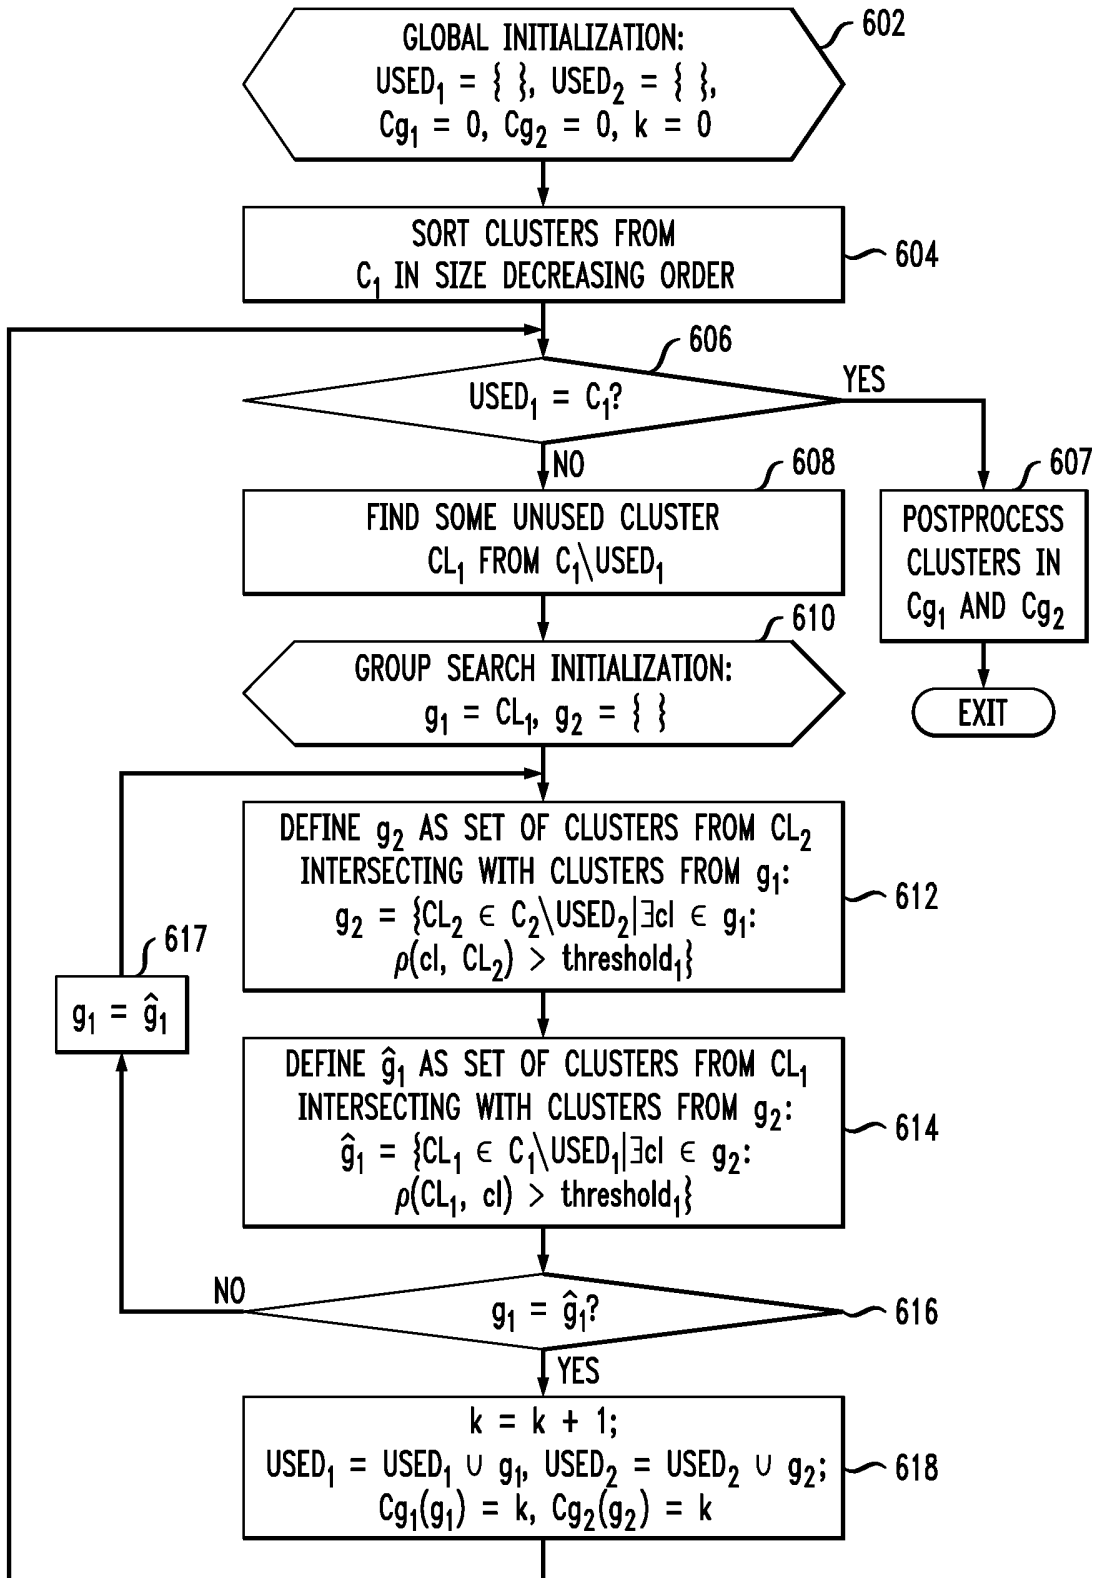 GLOBAL INITIALIZATION:
USED₁ = { }, USED₂ = { },
Cg₁ = 0, Cg₂ = 0, k = 0
602
SORT CLUSTERS FROM
C₁ IN SIZE DECREASING ORDER
604
606
USED₁ = C₁?
YES
NO
608
FIND SOME UNUSED CLUSTER
CL₁ FROM C₁\USED₁
607
POSTPROCESS
CLUSTERS IN
Cg₁ AND Cg₂
EXIT
610
GROUP SEARCH INITIALIZATION:
g₁ = CL₁, g₂ = { }
DEFINE g₂ AS SET OF CLUSTERS FROM CL₂
INTERSECTING WITH CLUSTERS FROM g₁:
g₂ = {CL₂ ∈ C₂\USED₂|∃cl ∈ g₁:
ρ(cl, CL₂) > threshold₁}
612
617
g₁ = ĝ₁
DEFINE ĝ₁ AS SET OF CLUSTERS FROM CL₁
INTERSECTING WITH CLUSTERS FROM g₂:
ĝ₁ = {CL₁ ∈ C₁\USED₁|∃cl ∈ g₂:
ρ(CL₁, cl) > threshold₁}
614
NO
g₁ = ĝ₁?
616
YES
k = k + 1;
USED₁ = USED₁ ∪ g₁, USED₂ = USED₂ ∪ g₂;
Cg₁(g₁) = k, Cg₂(g₂) = k
618